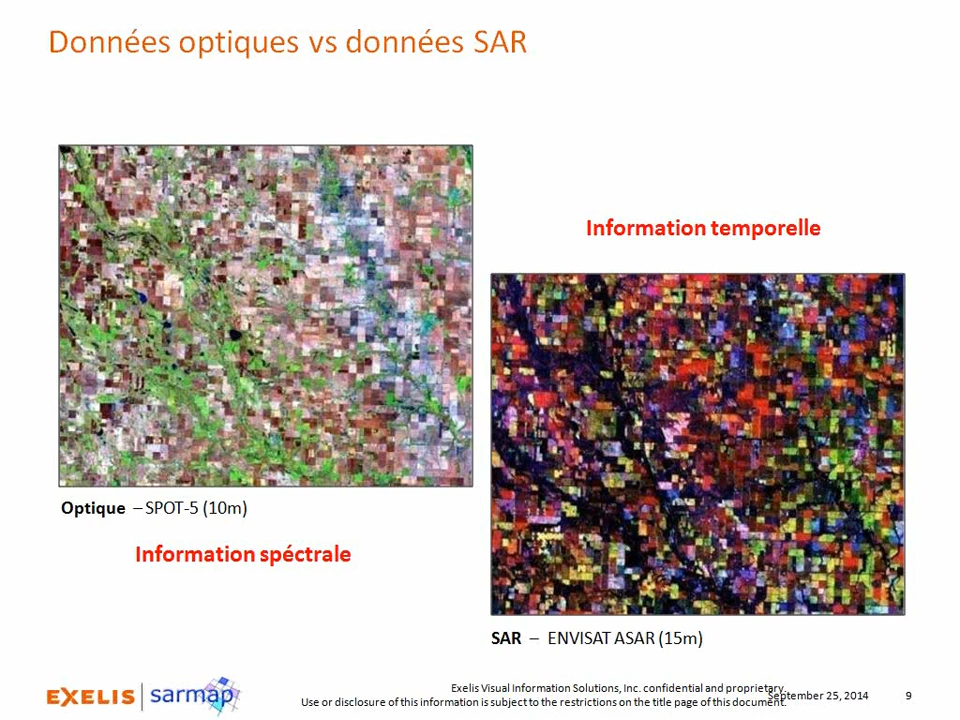 Données optiques vs données SAR
Information temporelle
Optique – SPOT-5 (10m)
Information spéctrale
SAR – ENVISAT ASAR (15m)
EXELIS sarmap
Exelis Visual Information Solutions, Inc. confidential and proprietary.
Use or disclosure of this information is subject to the restrictions on the title page of this document.
September 25, 2014
9